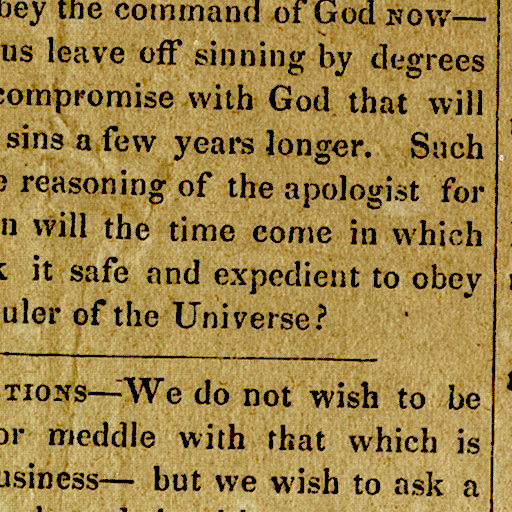 bey the command of God NOW—
us leave off sinning by degrees
compromise with God that will
sins a few years longer. Such
reasoning of the apologist for
n will the time come in which
k it safe and expedient to obey
uler of the Universe?
TIONS—We do not wish to be
or meddle with that which is
usiness— but we wish to ask a